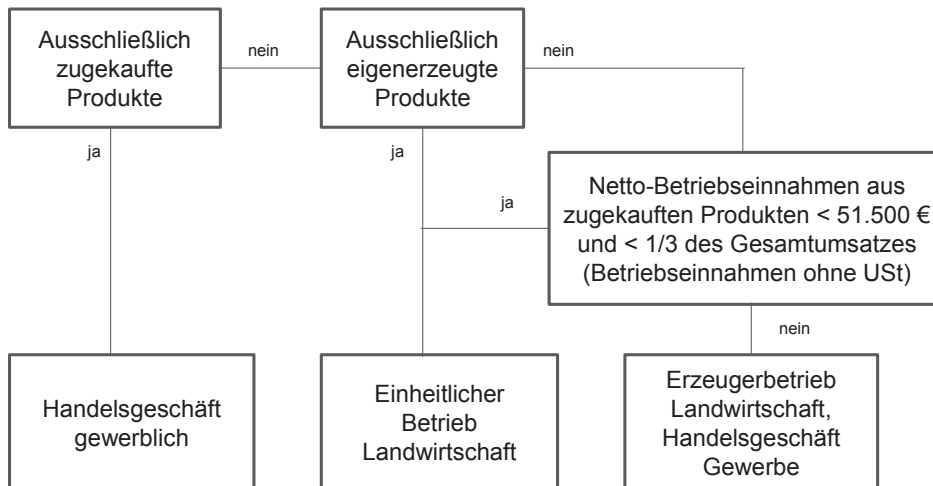 Ausschließlich
zugekaufte
Produkte
nein
Ausschließlich
eigenerzeugte
Produkte
nein
ja
ja
ja
Netto-Betriebseinnahmen aus
zugekauften Produkten < 51.500 €
und < 1/3 des Gesamtumsatzes
(Betriebseinnahmen ohne USt)
nein
Handelsgeschäft
gewerblich
Einheitlicher
Betrieb
Landwirtschaft
Erzeugerbetrieb
Landwirtschaft,
Handelsgeschäft
Gewerbe